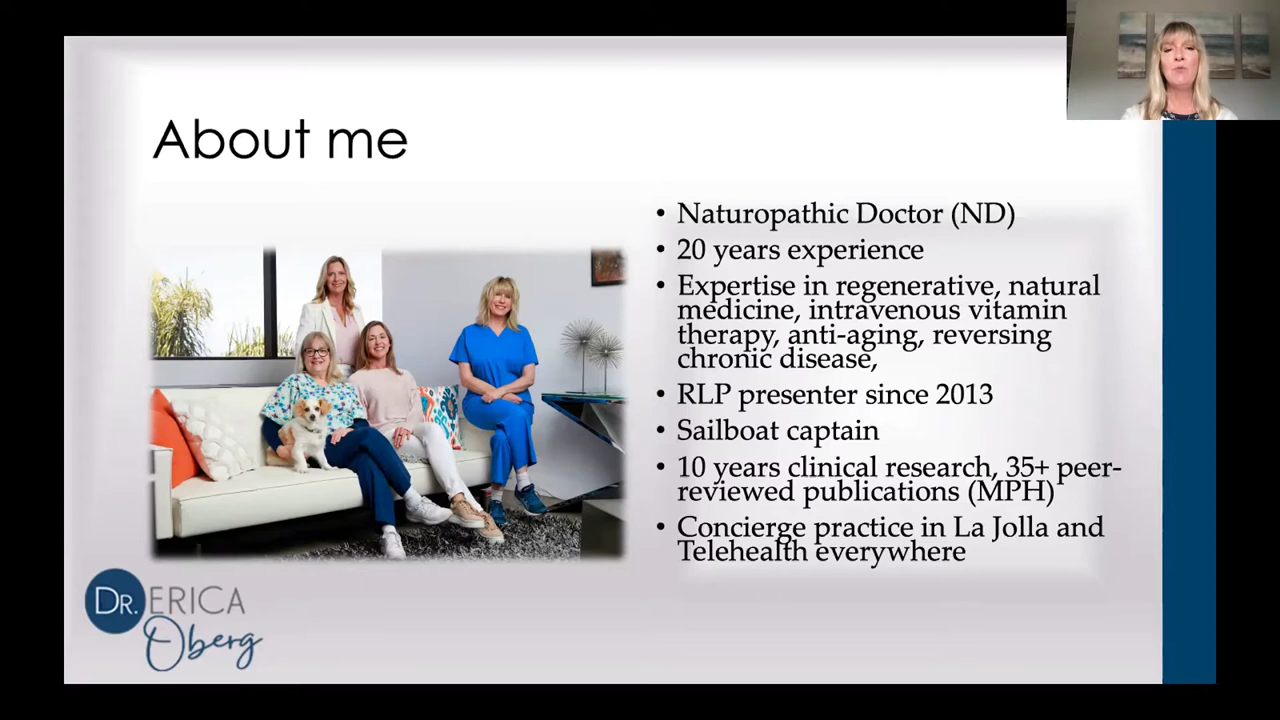 About me
• Naturopathic Doctor (ND)
• 20 years experience
• Expertise in regenerative, natural
medicine, intravenous vitamin
therapy, anti-aging, reversing
chronic disease,
• RLP presenter since 2013
• Sailboat captain
• 10 years clinical research, 35+ peer-
reviewed publications (MPH)
• Concierge practice in La Jolla and
Telehealth everywhere
DR. ERICA
Oberg